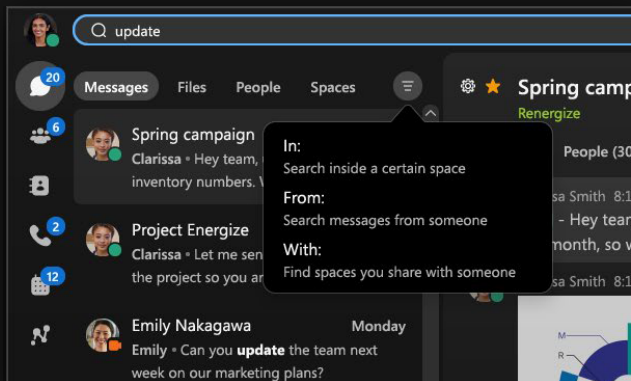 update
20
Messages
Files
People
Spaces
Spring camp
Renergize
6
Spring campaign
Clarissa • Hey team,
inventory numbers.
In:
Search inside a certain space
From:
Search messages from someone
With:
Find spaces you share with someone
People (30
sa Smith 8:1
- Hey tean
month, so w
2
Project Energize
Clarissa • Let me sen
the project so you a
sa Smith 8:1
12
Emily Nakagawa
Monday
Emily • Can you update the team next
week on our marketing plans?
M
R